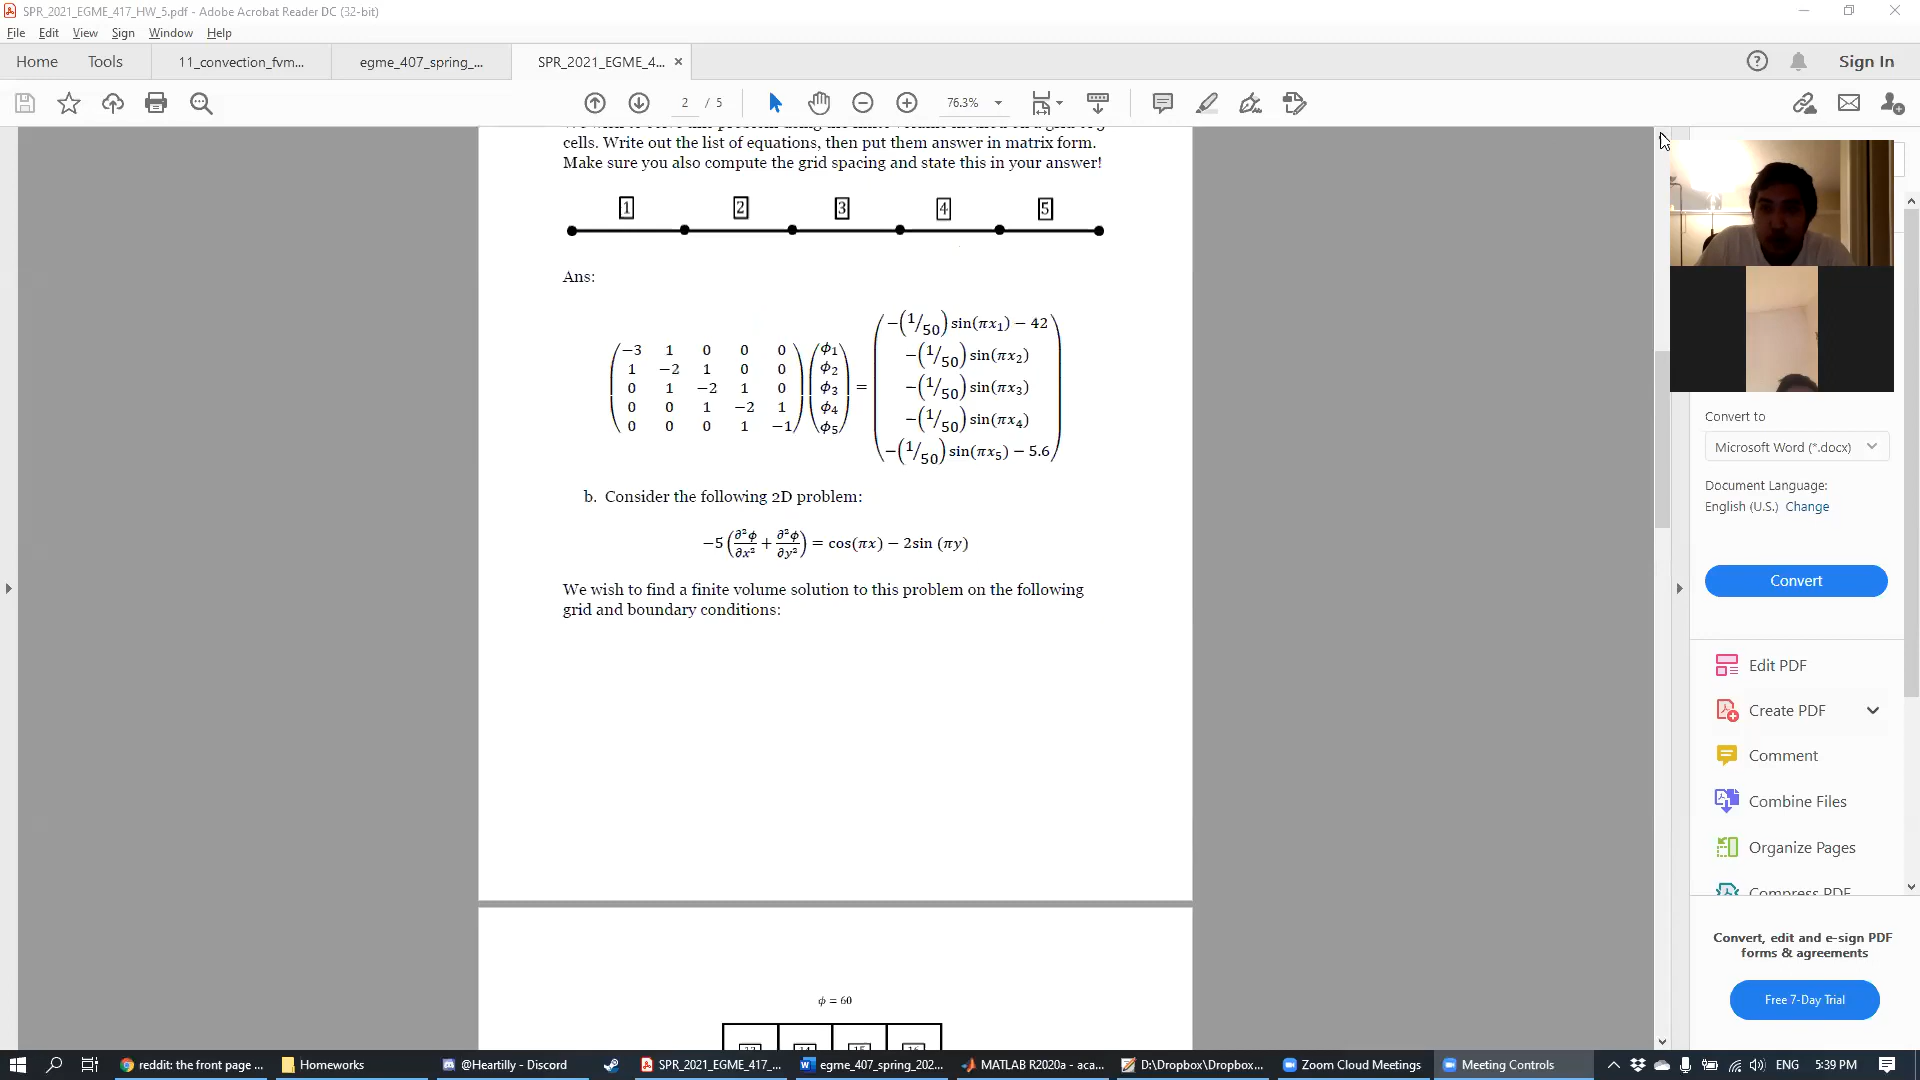 SPR_2021_EGME_417_HW_5.pdf - Adobe Acrobat Reader DC (32-bit)
File Edit View Sign Window Help
Home Tools 11_convection_fvm... egme_407_spring_... SPR_2021_EGME_4... ×
Sign In
2 / 5 76.3%
cells. Write out the list of equations, then put them answer in matrix form.
Make sure you also compute the grid spacing and state this in your answer!
1 2 3 4 5
Ans:
−3 1 0 0 0 ϕ1 −(1/50) sin(πx1) − 42
1 −2 1 0 0 ϕ2 −(1/50) sin(πx2)
0 1 −2 1 0 ϕ3 = −(1/50) sin(πx3)
0 0 1 −2 1 ϕ4 −(1/50) sin(πx4)
0 0 0 1 −1 ϕ5 −(1/50) sin(πx5) − 5.6
b. Consider the following 2D problem:
−5 (∂²ϕ/∂x² + ∂²ϕ/∂y²) = cos(πx) − 2sin (πy)
We wish to find a finite volume solution to this problem on the following
grid and boundary conditions:
ϕ = 60
Convert to
Microsoft Word (*.docx)
Document Language:
English (U.S.) Change
Convert
Edit PDF
Create PDF
Comment
Combine Files
Organize Pages
Compress PDF
Convert, edit and e-sign PDF
forms & agreements
Free 7-Day Trial
reddit: the front page ... Homeworks @Heartilly - Discord SPR_2021_EGME_417_... egme_407_spring_202... MATLAB R2020a - aca... D:\Dropbox\Dropbox... Zoom Cloud Meetings Meeting Controls ENG 5:39 PM